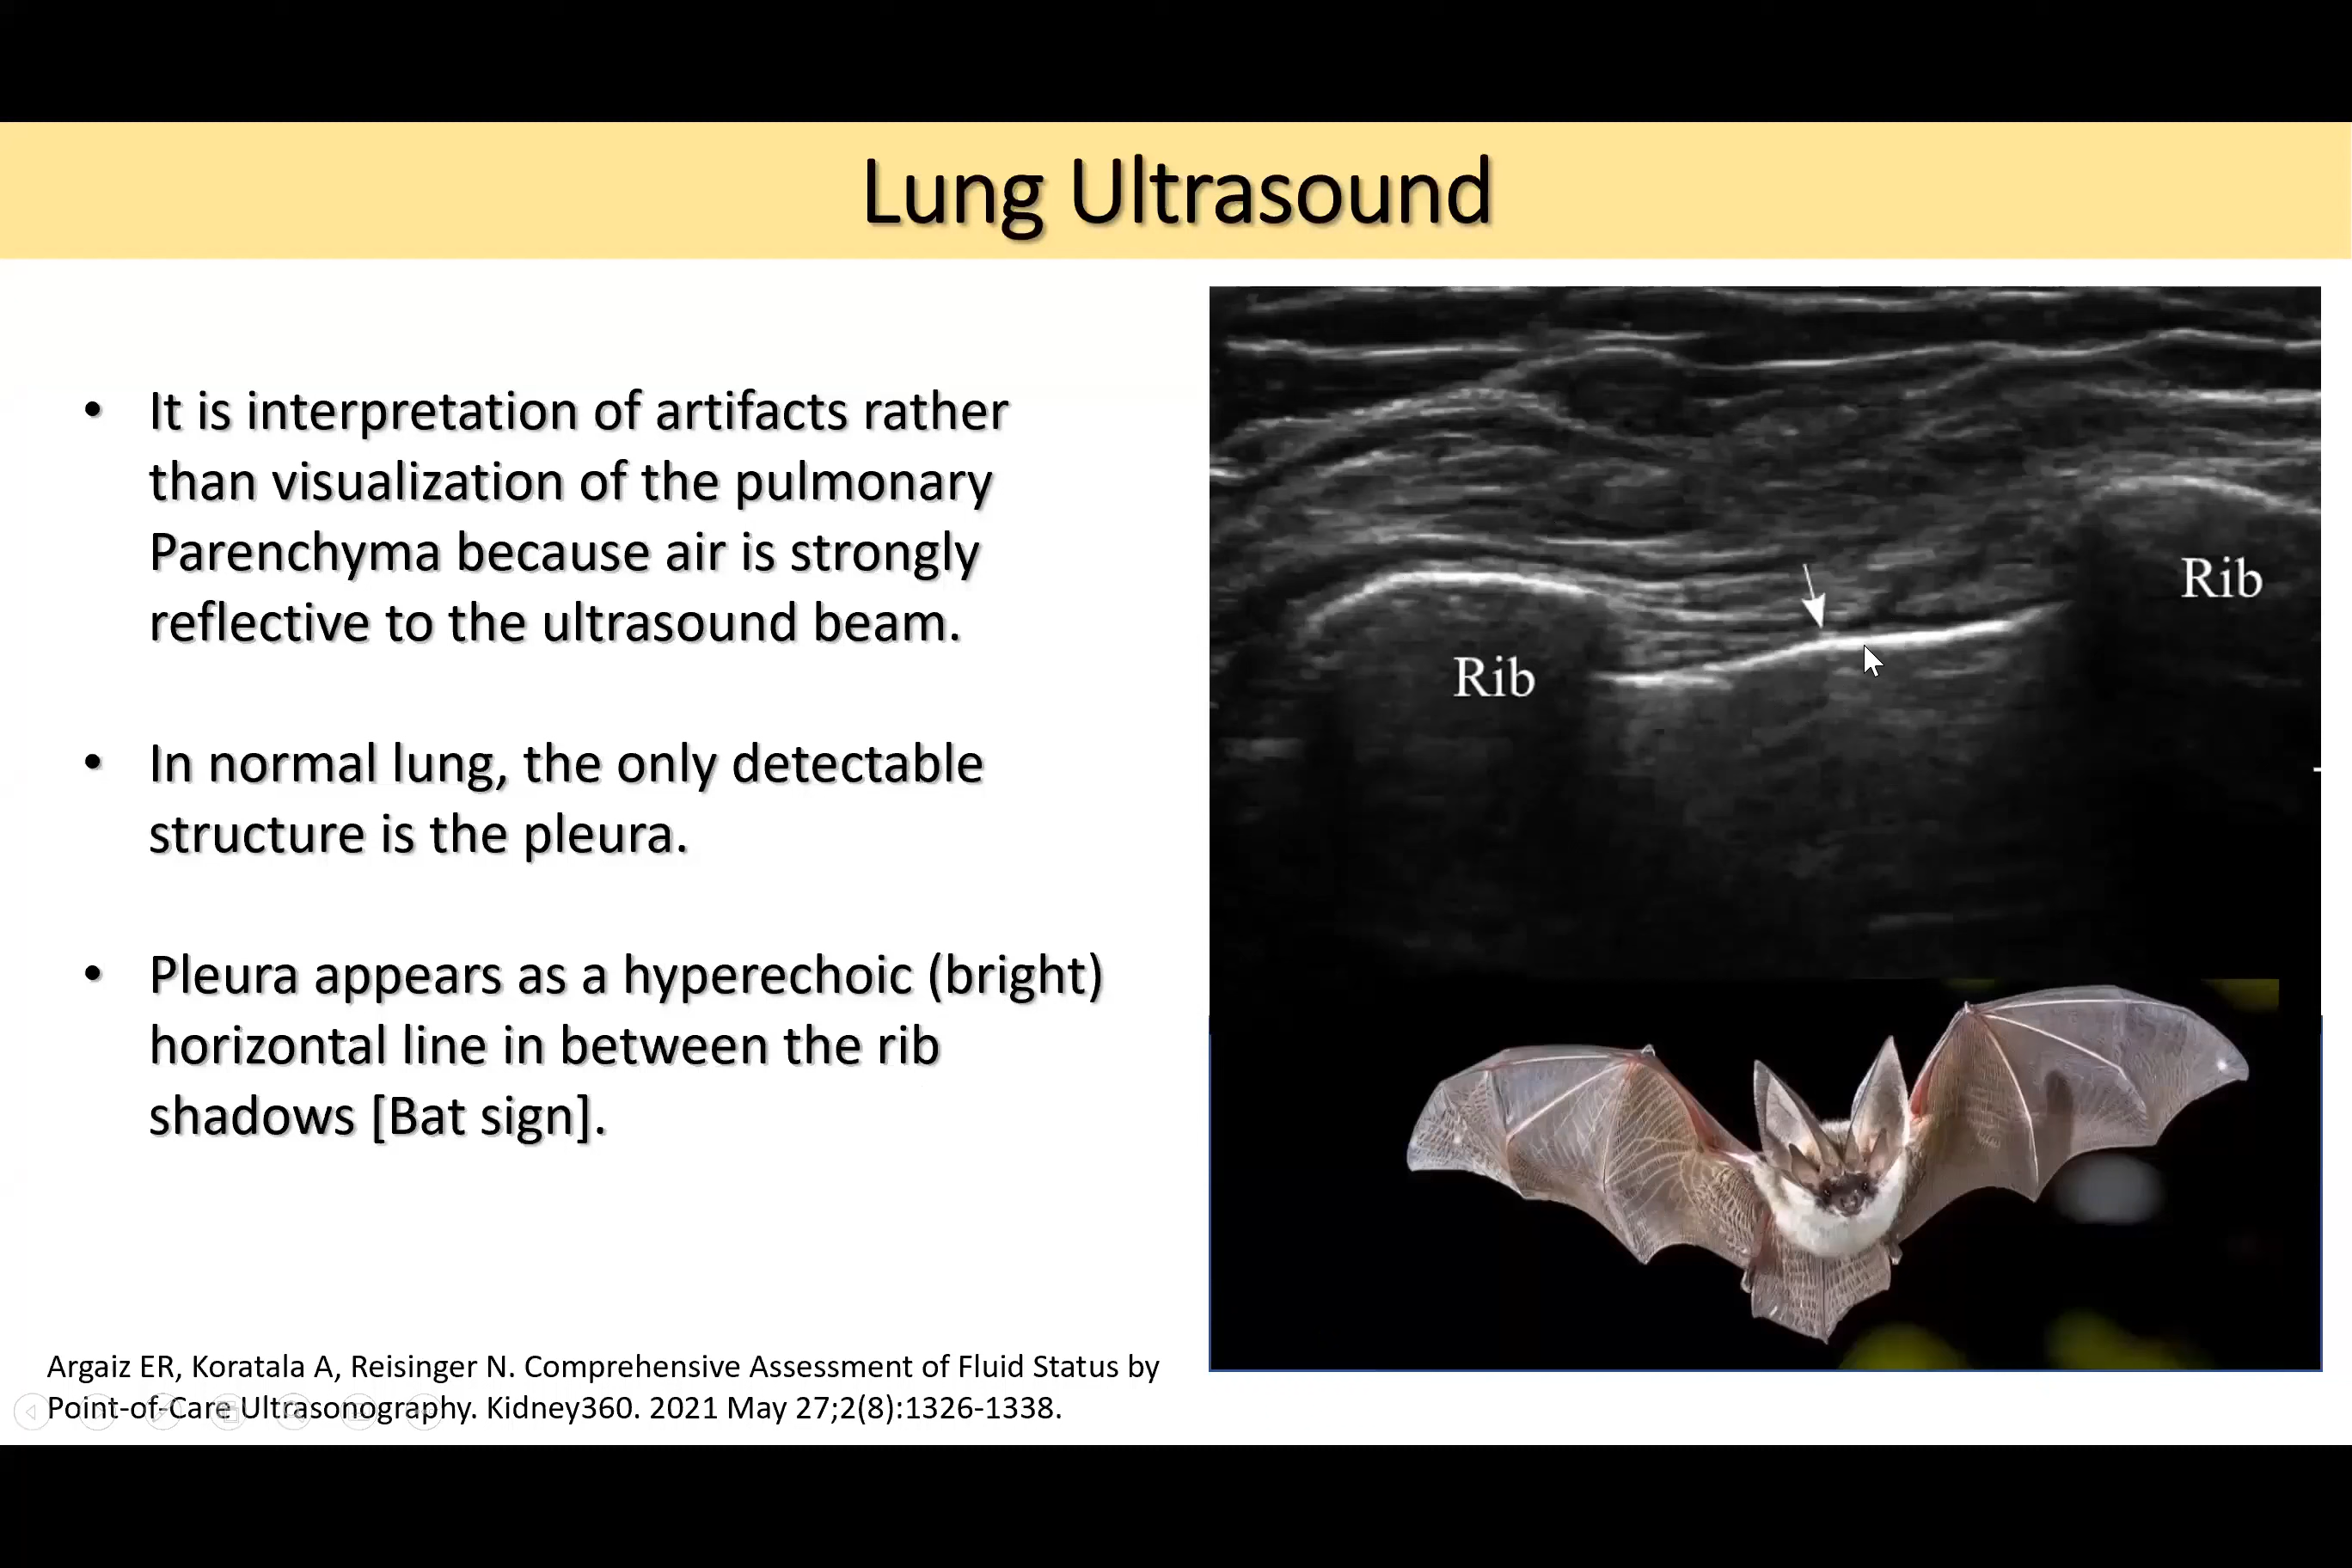 Lung Ultrasound
• It is interpretation of artifacts rather
than visualization of the pulmonary
Parenchyma because air is strongly
reflective to the ultrasound beam.
• In normal lung, the only detectable
structure is the pleura.
• Pleura appears as a hyperechoic (bright)
horizontal line in between the rib
shadows [Bat sign].
Rib
Rib
Argaiz ER, Koratala A, Reisinger N. Comprehensive Assessment of Fluid Status by
Point-of-Care Ultrasonography. Kidney360. 2021 May 27;2(8):1326-1338.